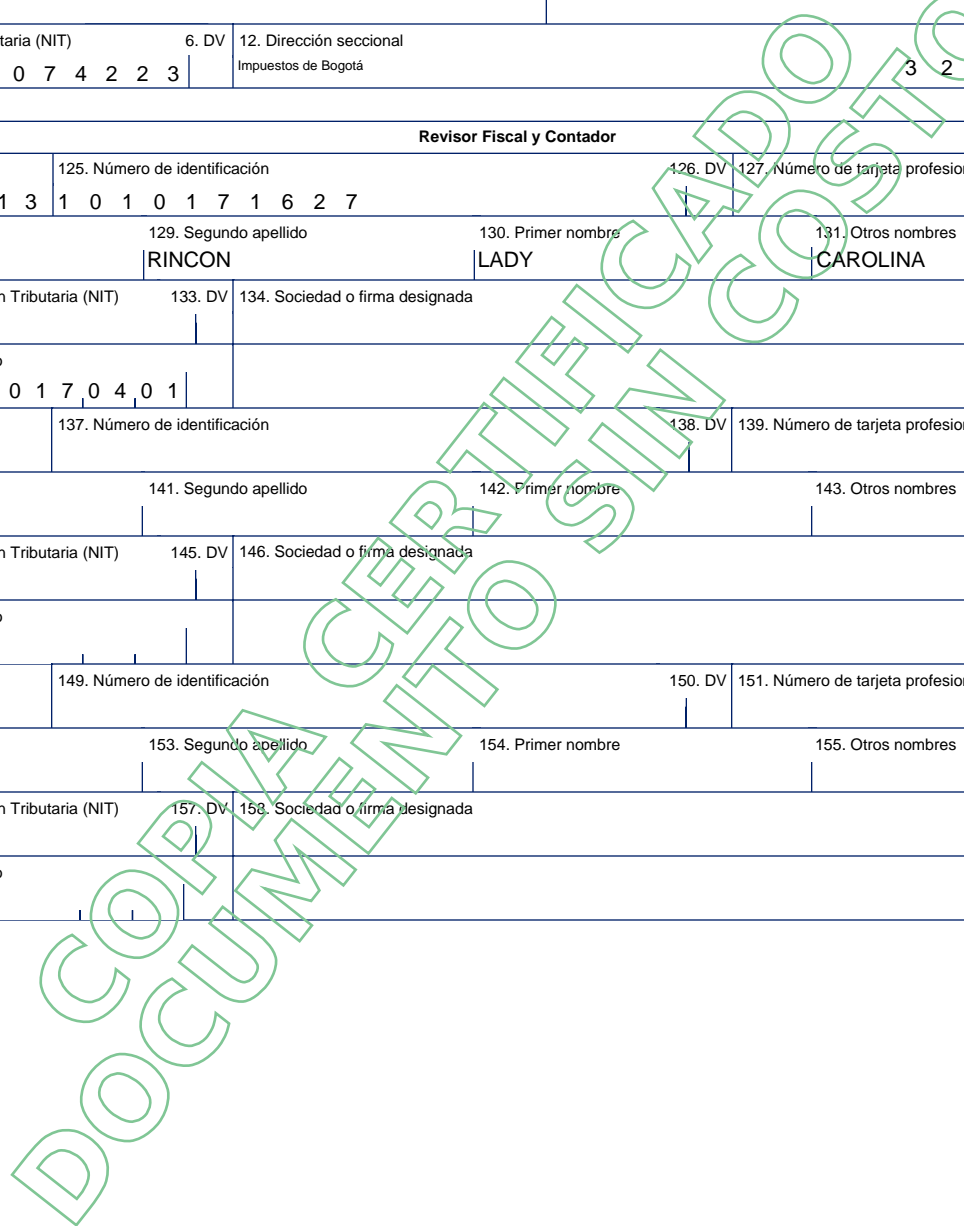 taria (NIT) 6. DV 12. Dirección seccional
0 7 4 2 2 3 Impuestos de Bogotá 3 2
Revisor Fiscal y Contador
125. Número de identificación 126. DV 127. Número de tarjeta profesion
1 3 1 0 1 0 1 7 1 6 2 7
129. Segundo apellido 130. Primer nombre 131. Otros nombres
RINCON LADY CAROLINA
n Tributaria (NIT) 133. DV 134. Sociedad o firma designada
o
0 1 7 0 4 0 1
137. Número de identificación 138. DV 139. Número de tarjeta profesion
141. Segundo apellido 142. Primer nombre 143. Otros nombres
n Tributaria (NIT) 145. DV 146. Sociedad o firma designada
o
149. Número de identificación 150. DV 151. Número de tarjeta profesion
153. Segundo apellido 154. Primer nombre 155. Otros nombres
n Tributaria (NIT) 157. DV 158. Sociedad o firma designada
o
COPIA CERTIFICADO
DOCUMENTO SIN COSTO